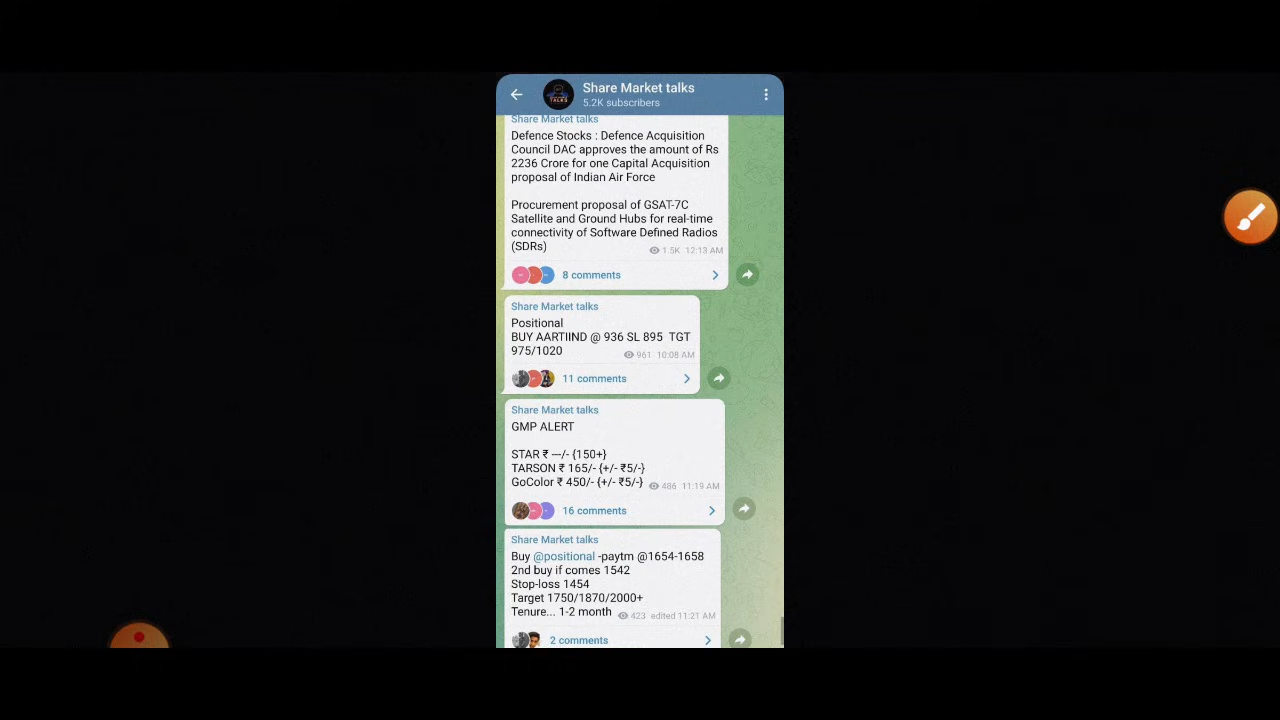 Share Market talks
5.2K subscribers
Share Market talks
Defence Stocks : Defence Acquisition
Council DAC approves the amount of Rs
2236 Crore for one Capital Acquisition
proposal of Indian Air Force
Procurement proposal of GSAT-7C
Satellite and Ground Hubs for real-time
connectivity of Software Defined Radios
(SDRs) 1.5K 12:13 AM
8 comments
Share Market talks
Positional
BUY AARTIIND @ 936 SL 895 TGT
975/1020 961 10:08 AM
11 comments
Share Market talks
GMP ALERT
STAR ₹ —/- {150+}
TARSON ₹ 165/- {+/- ₹5/-}
GoColor ₹ 450/- {+/- ₹5/-} 486 11:19 AM
16 comments
Share Market talks
Buy @positional -paytm @1654-1658
2nd buy if comes 1542
Stop-loss 1454
Target 1750/1870/2000+
Tenure... 1-2 month 423 edited 11:21 AM
2 comments